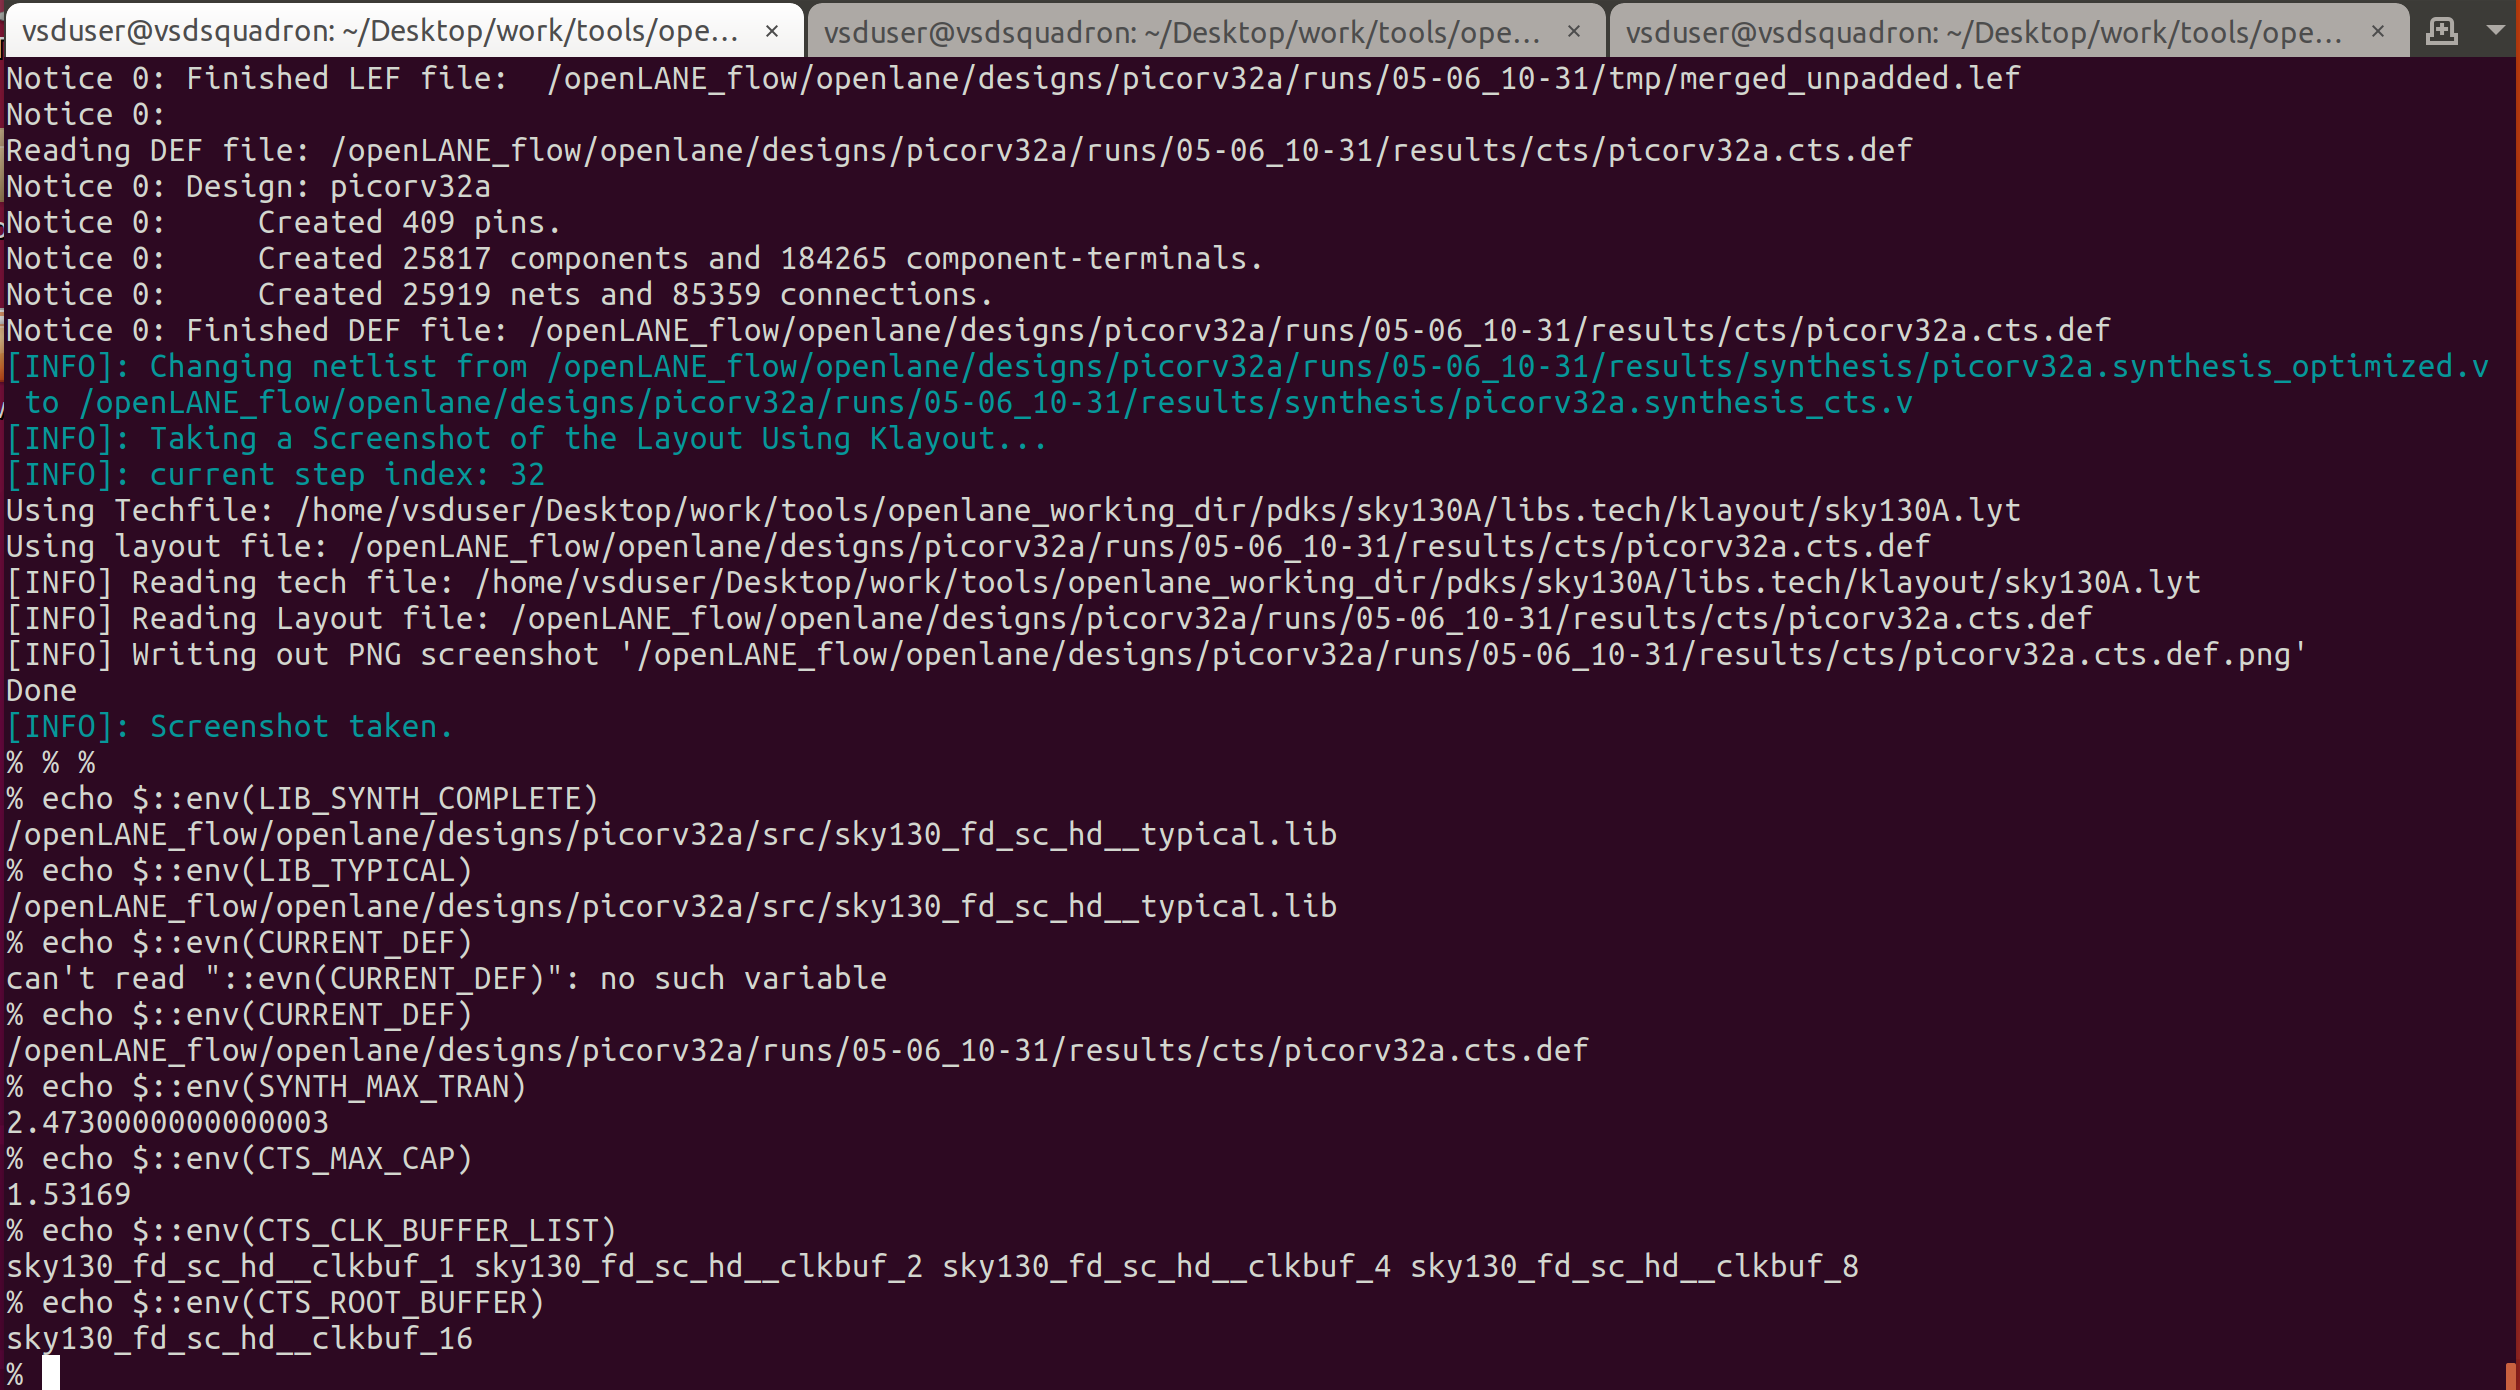 vsduser@vsdsquadron: ~/Desktop/work/tools/ope... × vsduser@vsdsquadron: ~/Desktop/work/tools/ope... × vsduser@vsdsquadron: ~/Desktop/work/tools/ope... ×
Notice 0: Finished LEF file:  /openLANE_flow/openlane/designs/picorv32a/runs/05-06_10-31/tmp/merged_unpadded.lef
Notice 0:
Reading DEF file: /openLANE_flow/openlane/designs/picorv32a/runs/05-06_10-31/results/cts/picorv32a.cts.def
Notice 0: Design: picorv32a
Notice 0:     Created 409 pins.
Notice 0:     Created 25817 components and 184265 component-terminals.
Notice 0:     Created 25919 nets and 85359 connections.
Notice 0: Finished DEF file: /openLANE_flow/openlane/designs/picorv32a/runs/05-06_10-31/results/cts/picorv32a.cts.def
[INFO]: Changing netlist from /openLANE_flow/openlane/designs/picorv32a/runs/05-06_10-31/results/synthesis/picorv32a.synthesis_optimized.v
 to /openLANE_flow/openlane/designs/picorv32a/runs/05-06_10-31/results/synthesis/picorv32a.synthesis_cts.v
[INFO]: Taking a Screenshot of the Layout Using Klayout...
[INFO]: current step index: 32
Using Techfile: /home/vsduser/Desktop/work/tools/openlane_working_dir/pdks/sky130A/libs.tech/klayout/sky130A.lyt
Using layout file: /openLANE_flow/openlane/designs/picorv32a/runs/05-06_10-31/results/cts/picorv32a.cts.def
[INFO] Reading tech file: /home/vsduser/Desktop/work/tools/openlane_working_dir/pdks/sky130A/libs.tech/klayout/sky130A.lyt
[INFO] Reading Layout file: /openLANE_flow/openlane/designs/picorv32a/runs/05-06_10-31/results/cts/picorv32a.cts.def
[INFO] Writing out PNG screenshot '/openLANE_flow/openlane/designs/picorv32a/runs/05-06_10-31/results/cts/picorv32a.cts.def.png'
Done
[INFO]: Screenshot taken.
% % %
% echo $::env(LIB_SYNTH_COMPLETE)
/openLANE_flow/openlane/designs/picorv32a/src/sky130_fd_sc_hd__typical.lib
% echo $::env(LIB_TYPICAL)
/openLANE_flow/openlane/designs/picorv32a/src/sky130_fd_sc_hd__typical.lib
% echo $::evn(CURRENT_DEF)
can't read "::evn(CURRENT_DEF)": no such variable
% echo $::env(CURRENT_DEF)
/openLANE_flow/openlane/designs/picorv32a/runs/05-06_10-31/results/cts/picorv32a.cts.def
% echo $::env(SYNTH_MAX_TRAN)
2.4730000000000003
% echo $::env(CTS_MAX_CAP)
1.53169
% echo $::env(CTS_CLK_BUFFER_LIST)
sky130_fd_sc_hd__clkbuf_1 sky130_fd_sc_hd__clkbuf_2 sky130_fd_sc_hd__clkbuf_4 sky130_fd_sc_hd__clkbuf_8
% echo $::env(CTS_ROOT_BUFFER)
sky130_fd_sc_hd__clkbuf_16
%